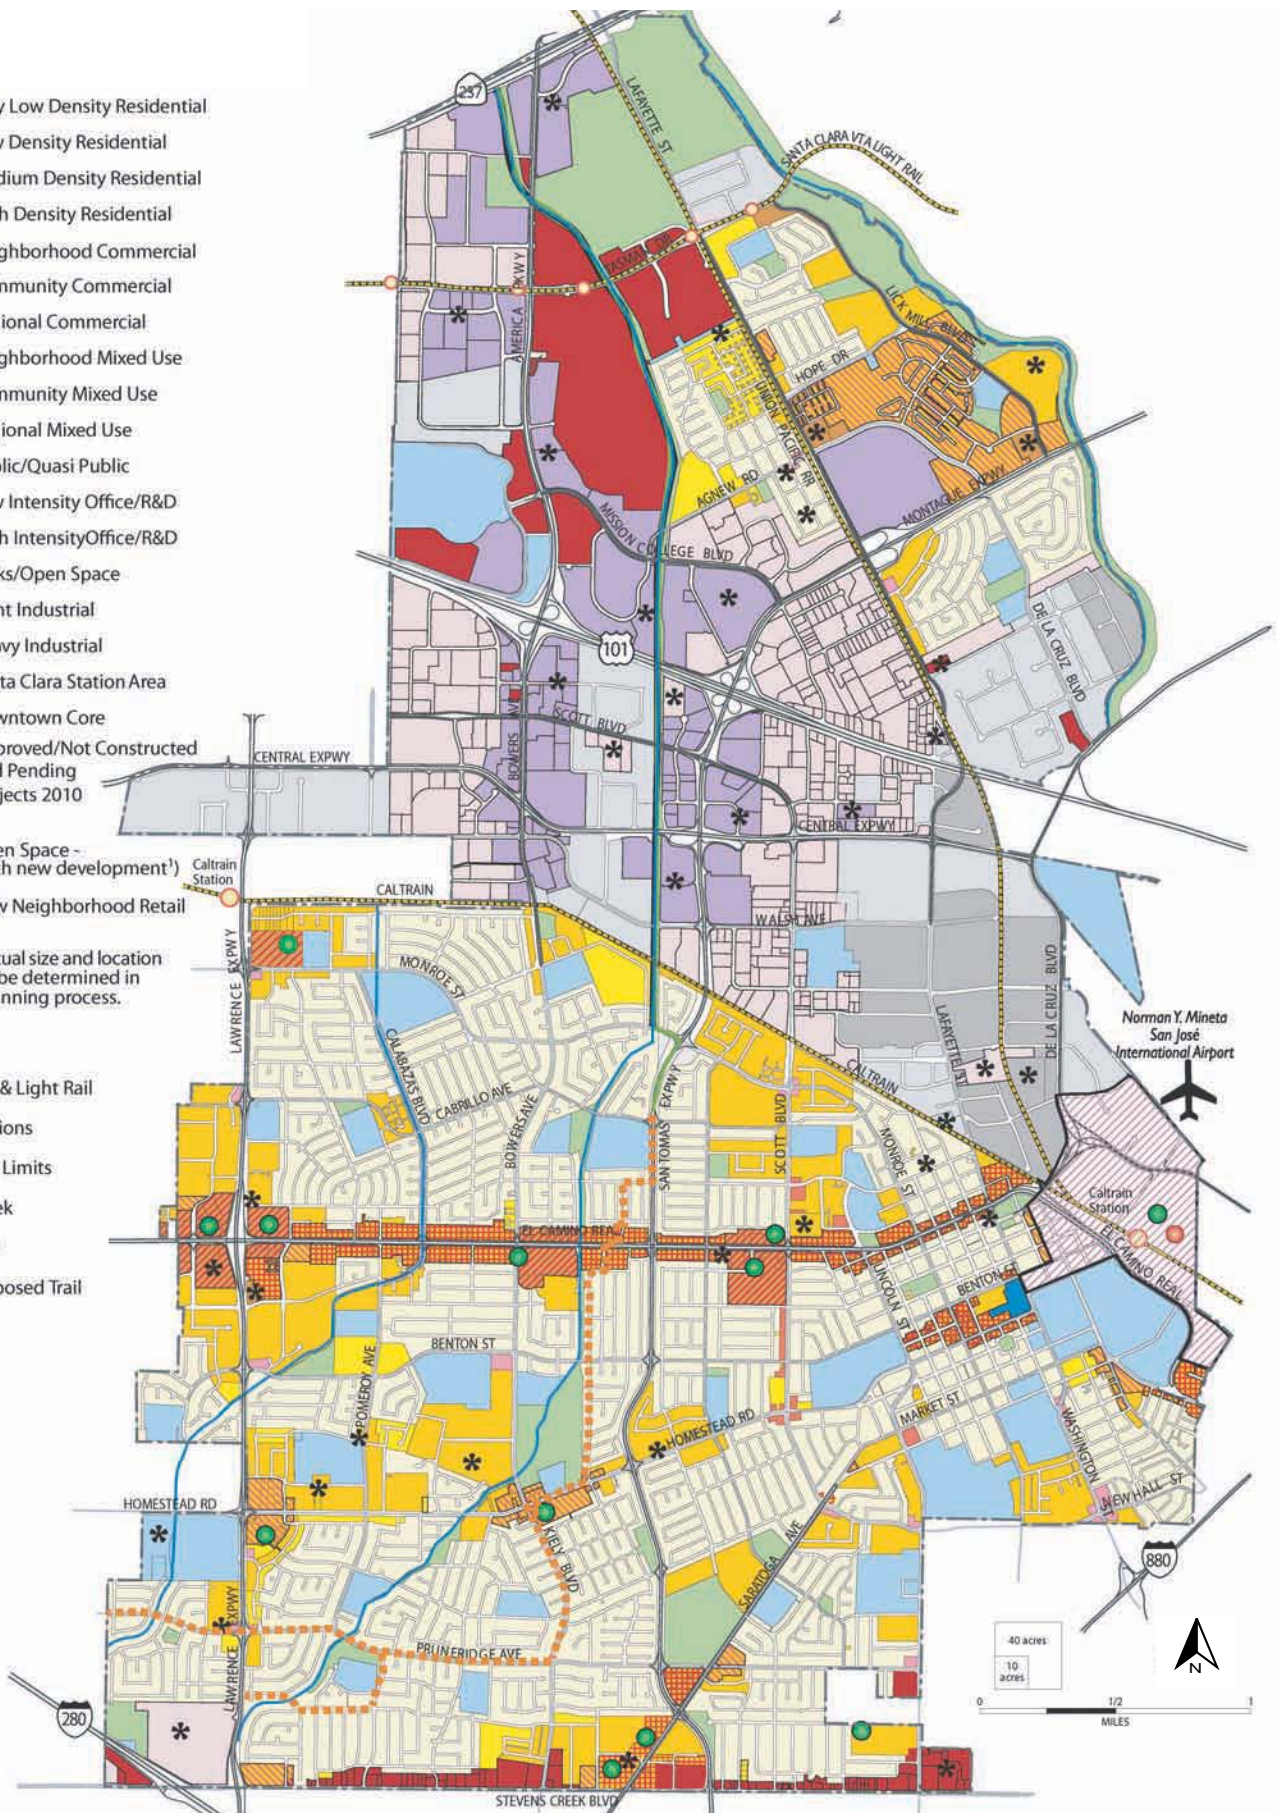 y Low Density Residential
v Density Residential
dium Density Residential
h Density Residential
ghborhood Commercial
mmunity Commercial
ional Commercial
ghborhood Mixed Use
mmunity Mixed Use
ional Mixed Use
lic/Quasi Public
v Intensity Office/R&D
h IntensityOffice/R&D
ks/Open Space
nt Industrial
vy Industrial
ta Clara Station Area
wntown Core
proved/Not Constructed
d Pending
jects 2010
en Space -
th new development¹)
w Neighborhood Retail
tual size and location
be determined in
nning process.
& Light Rail
ions
Limits
ek
posed Trail
237
LAFAYETTE ST
SANTA CLARA VTA LIGHT RAIL
TASMAN DR
AMERICA PKWY
LICK MILL BLVD
HOPE DR
UNION PACIFIC RR
AGNEW RD
MONTAGUE EXPWY
MISSION COLLEGE BLVD
DE LA CRUZ BLVD
101
SCOTT BLVD
BOWERS AVE
CENTRAL EXPWY
CENTRAL EXPWY
Caltrain
Station
CALTRAIN
WALSH AVE
LAWRENCE EXPWY
MONROE ST
DE LA CRUZ BLVD
LAFAYETTE ST
Norman Y. Mineta
San José
International Airport
CALABAZAS BLVD
CABRILLO AVE
BOWERS AVE
SAN TOMAS EXPWY
SCOTT BLVD
CALTRAIN
MONROE ST
Caltrain
Station
EL CAMINO REAL
EL CAMINO REAL
LINCOLN ST
BENTON ST
BENTON ST
POMEROY AVE
HOMESTEAD RD
MARKET ST
WASHINGTON
NEWHALL ST
HOMESTEAD RD
KIELY BLVD
SARATOGA AVE
880
LAWRENCE EXPWY
PRUNERIDGE AVE
40 acres
10
acres
N
0 1/2 1
MILES
280
STEVENS CREEK BLVD